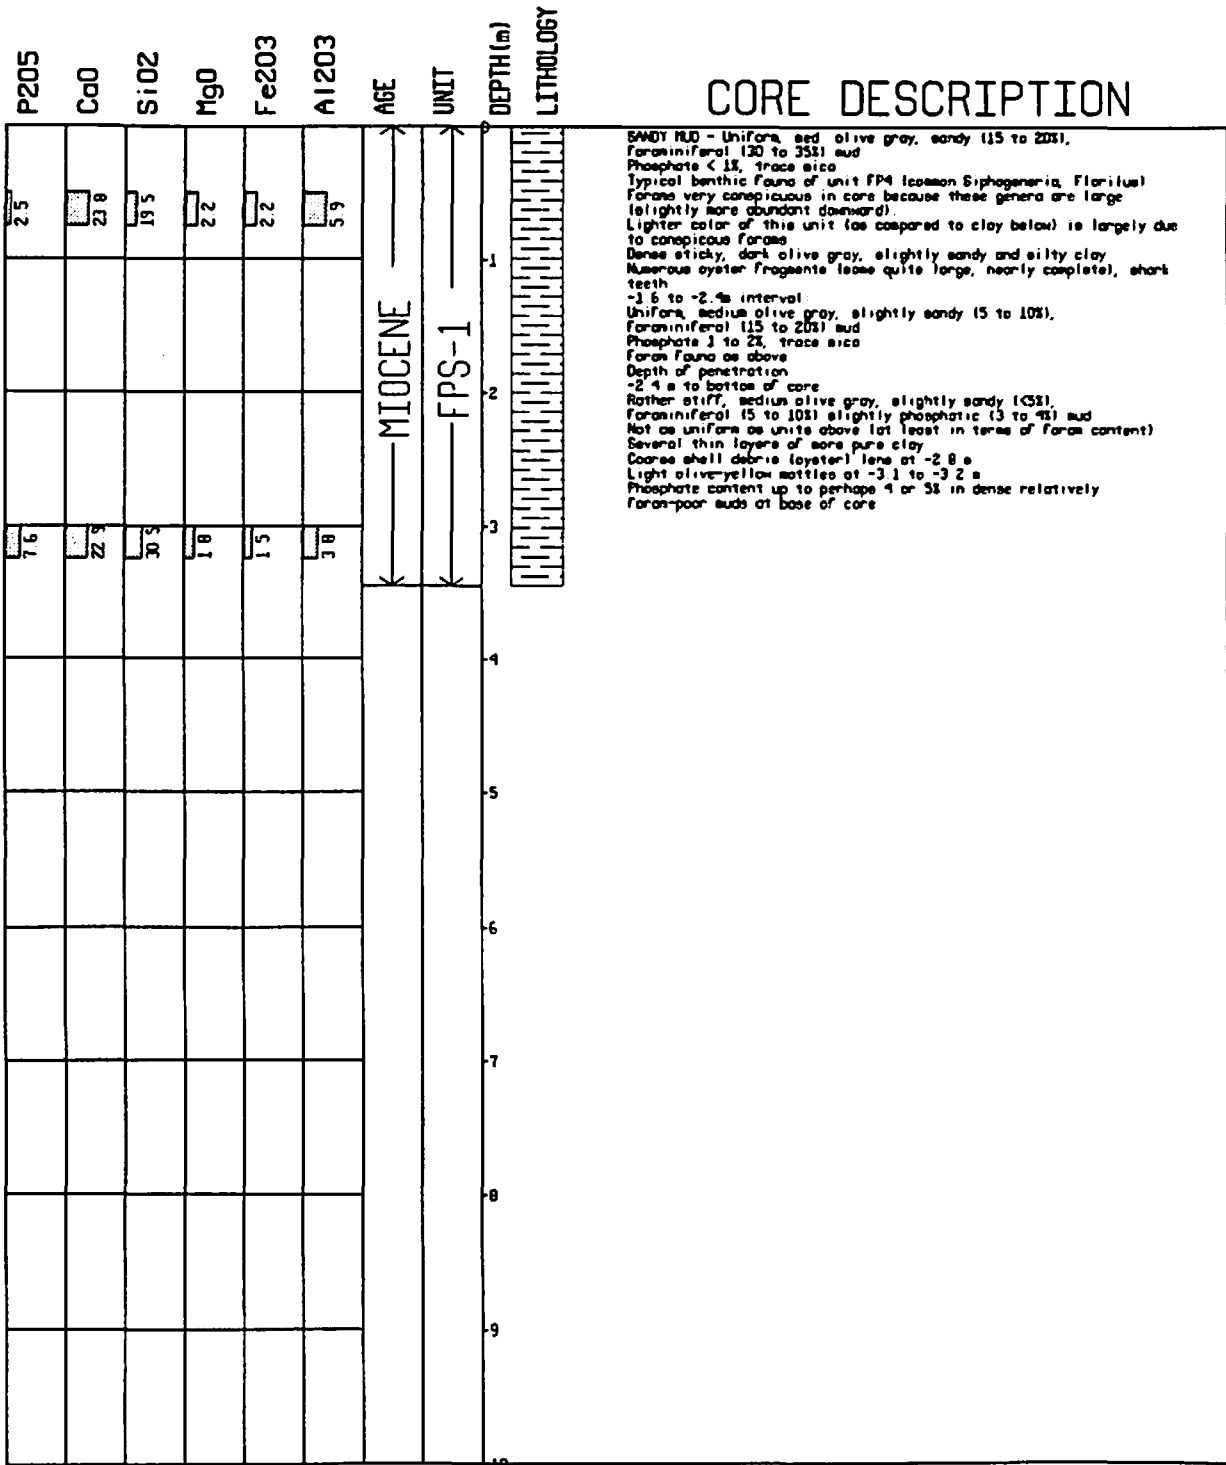 P2O5
CaO
SiO2
MgO
Fe2O3
Al2O3
AGE
UNIT
DEPTH(m)
LITHOLOGY
CORE DESCRIPTION
SANDY MUD - Uniform, med olive gray, sandy (15 to 20%),
Foraminiferal (30 to 35%) mud
Phosphate < 1%, trace mica
Typical benthic fauna of unit FP4 (common Siphogeneria, Florilus)
Forams very conspicuous in core because these genera are large
(slightly more abundant downward).
Lighter color of this unit (as compared to clay below) is largely due
to conspicous forams
Dense sticky, dark olive gray, slightly sandy and silty clay
Numerous oyster fragments (some quite large, nearly complete), shark
teeth
-1.6 to -2.4m interval
Uniform, medium olive gray, slightly sandy (5 to 10%),
Foraminiferal (15 to 20%) mud
Phosphate 1 to 2%, trace mica
Foram fauna as above
Depth of penetration
-2.4 m to bottom of core
Rather stiff, medium olive gray, slightly sandy (<5%),
Foraminiferal (5 to 10%) slightly phosphatic (3 to 4%) mud
Not as uniform as units above (at least in terms of foram content)
Several thin layers of more pure clay
Coarse shell debris (oyster) lens at -2.8 m
Light olive-yellow mottles at -3.1 to -3.2 m
Phosphate content up to perhaps 4 or 5% in dense relatively
foram-poor muds at base of core
2.5
23.8
19.5
2.2
2.2
5.9
MIOCENE
FPS-1
-1
-2
7.6
22.9
30.5
1.8
1.5
3.8
-3
-4
-5
-6
-7
-8
-9